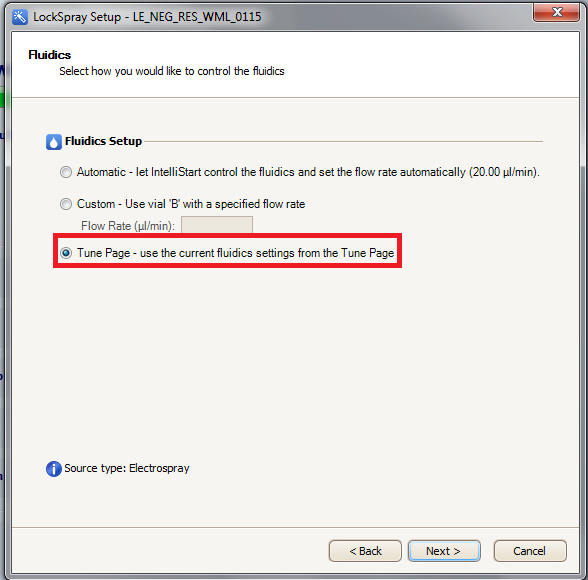 LockSpray Setup - LE_NEG_RES_WML_0115
Fluidics
Select how you would like to control the fluidics
Fluidics Setup
Automatic - let IntelliStart control the fluidics and set the flow rate automatically (20.00 µl/min).
Custom - Use vial 'B' with a specified flow rate
Flow Rate (µl/min):
Tune Page - use the current fluidics settings from the Tune Page
Source type: Electrospray
< Back Next > Cancel